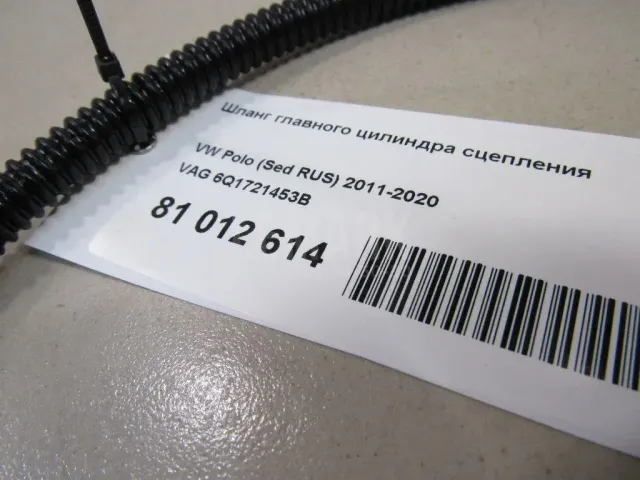 Шланг главного цилиндра сцепления
VW Polo (Sed RUS) 2011-2020
VAG 6Q1721453B
81 012 614